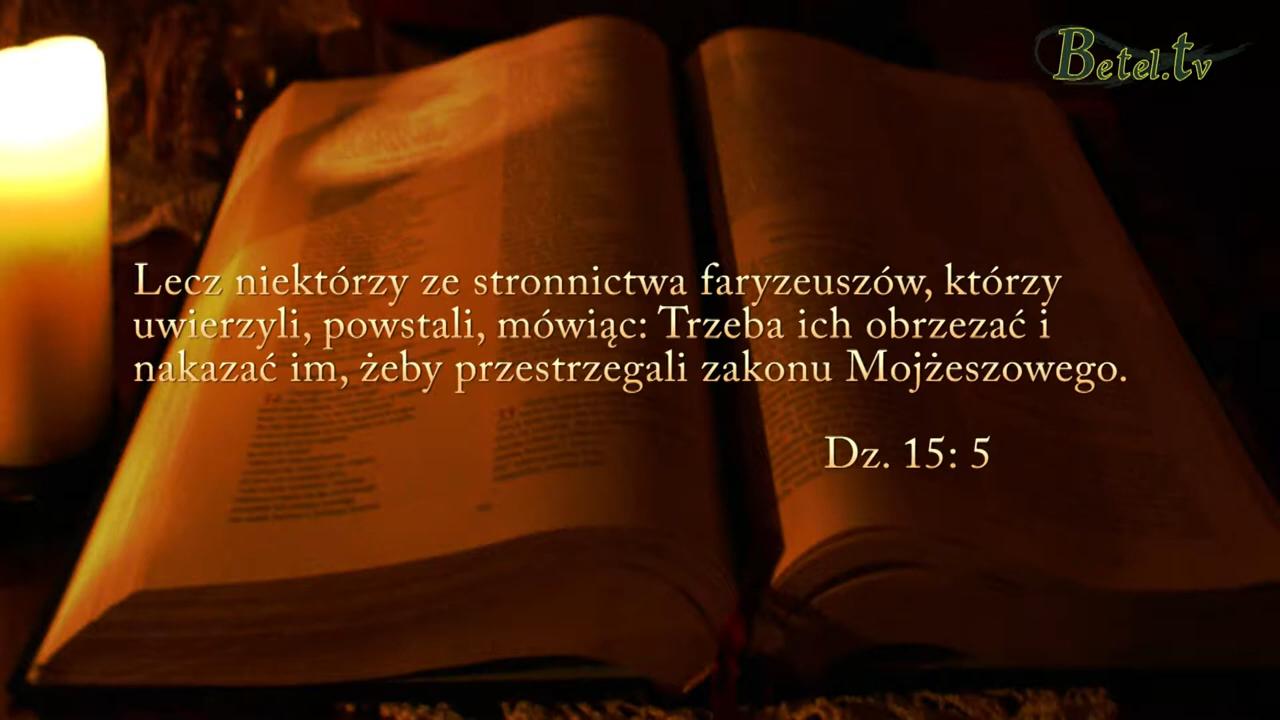 Betel.tv
Lecz niektórzy ze stronnictwa faryzeuszów, którzy
uwierzyli, powstali, mówiąc: Trzeba ich obrzezać i
nakazać im, żeby przestrzegali zakonu Mojżeszowego.
Dz. 15: 5